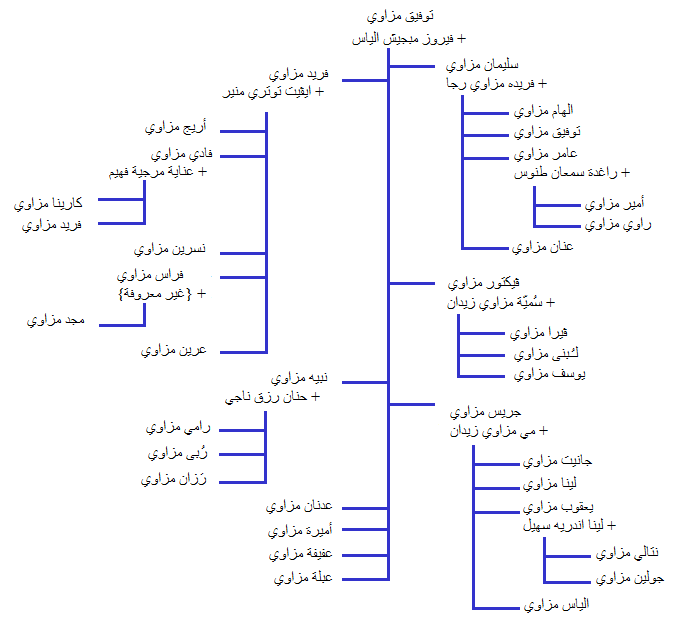 توفيق مزاوي
+ فيروز مبجيش الياس
سليمان مزاوي
+ فريده مزاوي رجا
الهام مزاوي
توفيق مزاوي
عامر مزاوي
+ راغدة سمعان طنوس
أمير مزاوي
راوي مزاوي
عنان مزاوي
ڤيكتور مزاوي
+ سُميّة مزاوي زيدان
ڤيرا مزاوي
لـُبنى مزاوي
يوسف مزاوي
جريس مزاوي
+ مي مزاوي زيدان
جانيت مزاوي
لينا مزاوي
يعقوب مزاوي
+ لينا اندريه سهيل
نتالي مزاوي
جولين مزاوي
الياس مزاوي
فريد مزاوي
+ ايڤيت توتري منير
أريج مزاوي
فادي مزاوي
+ عناية مرجية فهيم
كارينا مزاوي
فريد مزاوي
نسرين مزاوي
فراس مزاوي
+ {غير معروفة}
مجد مزاوي
عرين مزاوي
نبيه مزاوي
+ حنان رزق ناجي
رامي مزاوي
رُبى مزاوي
رَزان مزاوي
عدنان مزاوي
أميرة مزاوي
عفيفة مزاوي
عبلة مزاوي